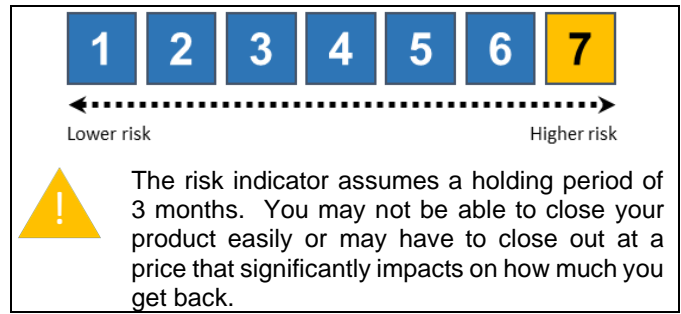 1 2 3 4 5 6 7
Lower risk Higher risk
! The risk indicator assumes a holding period of
3 months. You may not be able to close your
product easily or may have to close out at a
price that significantly impacts on how much you
get back.